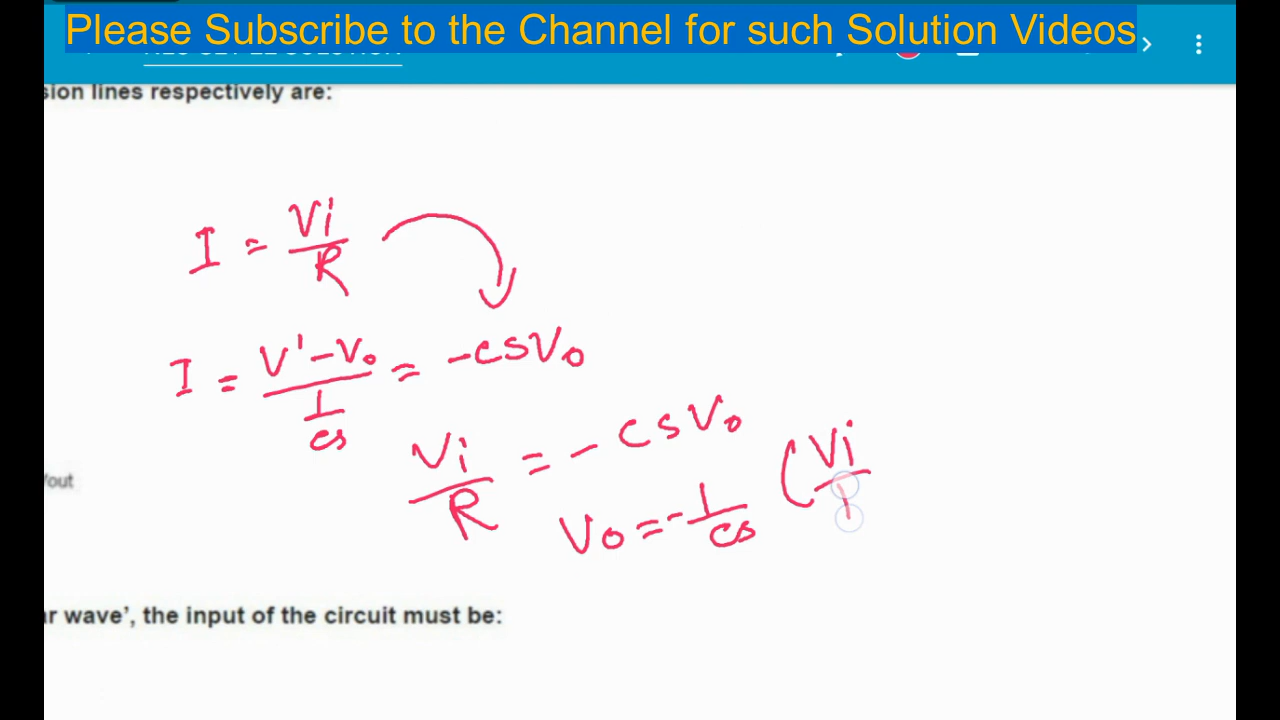 Please Subscribe to the Channel for such Solution Videos
sion lines respectively are:
I = Vi/R
I = V' - Vo / 1/cs = -csVo
Vi/R = - csVo
Vo = - 1/cs (Vi
/out
ar wave’, the input of the circuit must be: